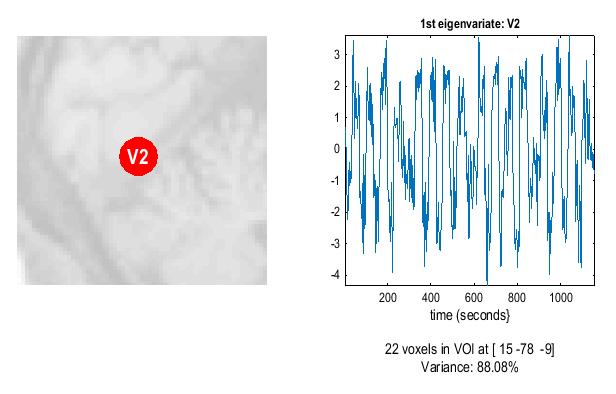 1st eigenvariate: V2
V2
3
2
1
0
-1
-2
-3
-4
200 400 600 800 1000
time (seconds}
22 voxels in VOI at [ 15 -78 -9]
Variance: 88.08%